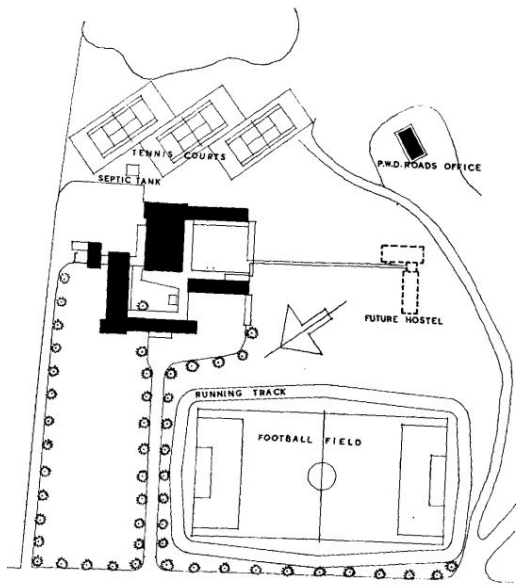 TENNIS COURTS
P.W.D. ROADS OFFICE
SEPTIC TANK
FUTURE HOSTEL
RUNNING TRACK
FOOTBALL FIELD